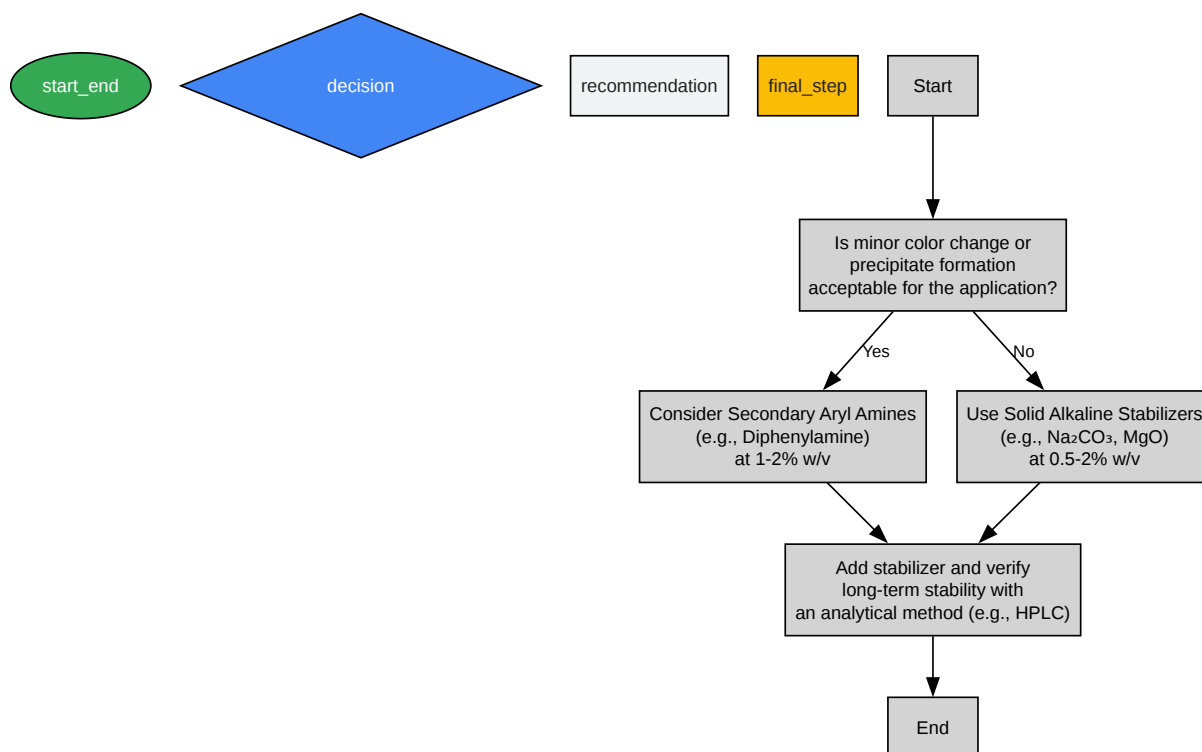 start_end
decision
recommendation
final_step
Start
Is minor color change or
precipitate formation
acceptable for the application?
Yes
No
Consider Secondary Aryl Amines
(e.g., Diphenylamine)
at 1-2% w/v
Use Solid Alkaline Stabilizers
(e.g., Na₂CO₃, MgO)
at 0.5-2% w/v
Add stabilizer and verify
long-term stability with
an analytical method (e.g., HPLC)
End